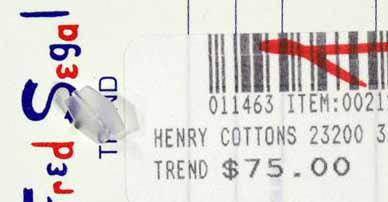 Fred Segal
TREND
011463 ITEM:0021
HENRY COTTONS 23200 3
TREND $75.00